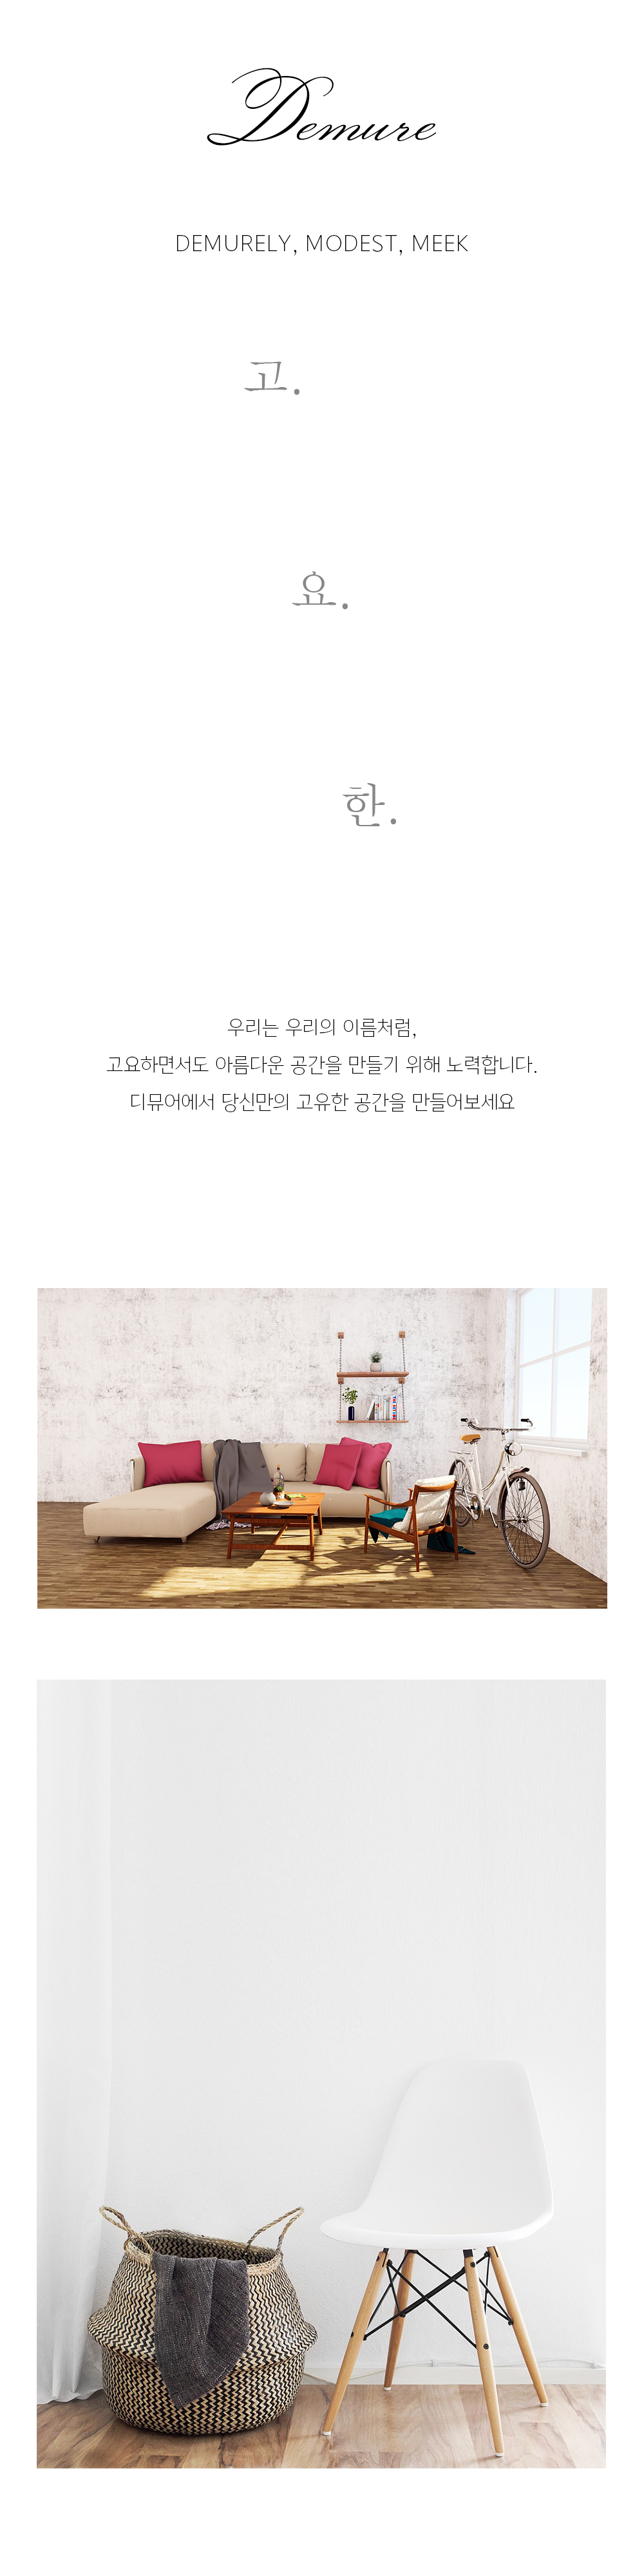 Demure
DEMURELY, MODEST, MEEK
고.
요.
한.
우리는 우리의 이름처럼,
고요하면서도 아름다운 공간을 만들기 위해 노력합니다.
디뮤어에서 당신만의 고유한 공간을 만들어보세요